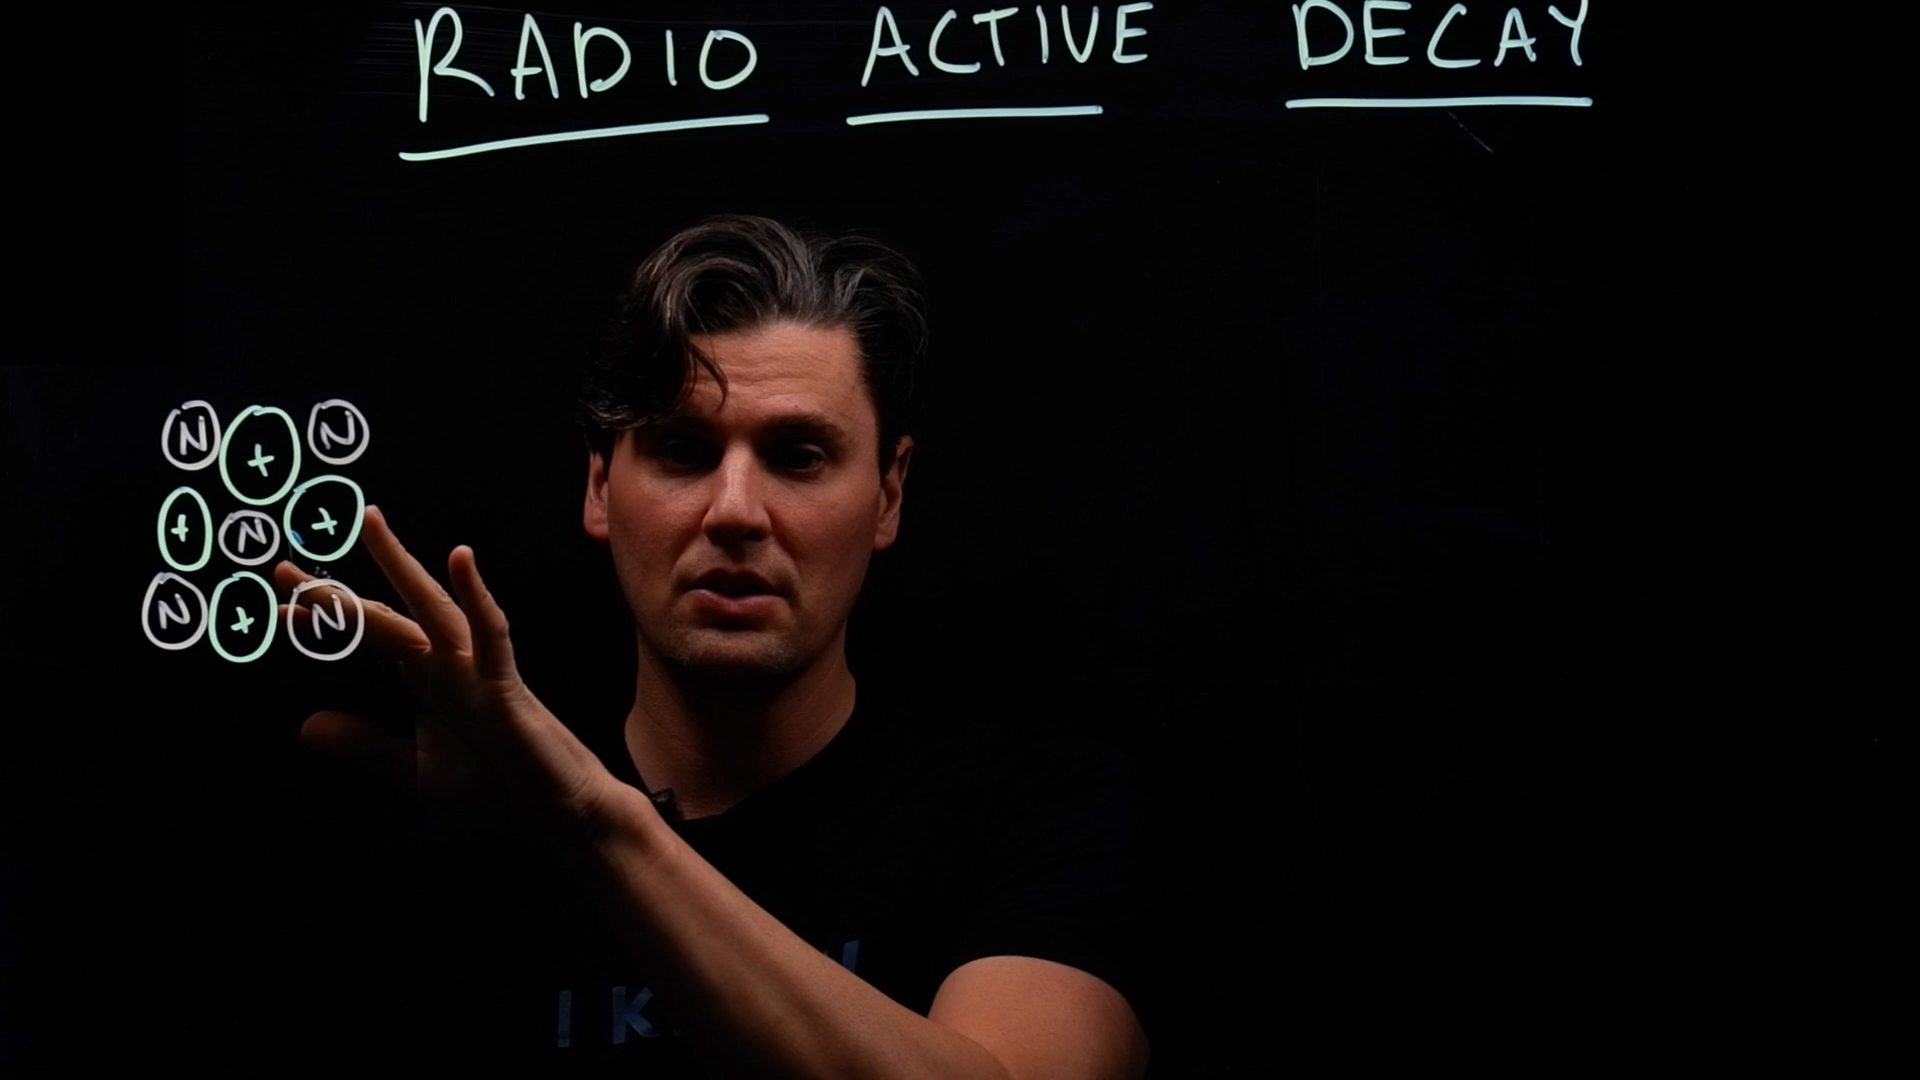 RADIO ACTIVE DECAY
N + N
+ N +
N + N
I K